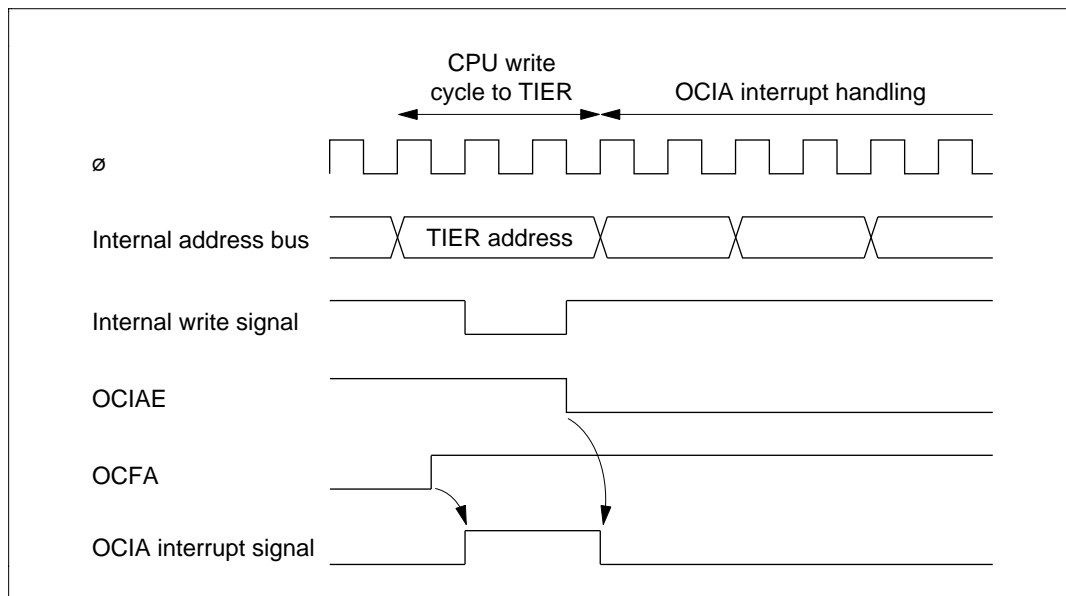 CPU write
cycle to TIER
OCIA interrupt handling
ø
Internal address bus
TIER address
Internal write signal
OCIAE
OCFA
OCIA interrupt signal